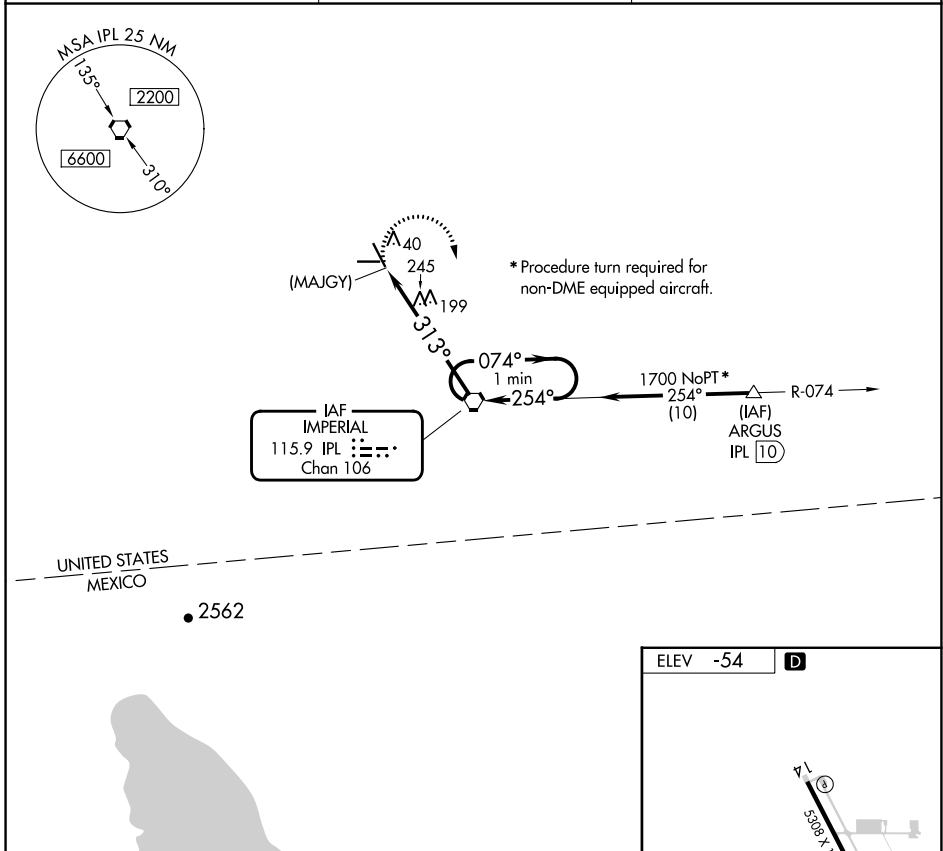 MSA IPL 25 NM
135°
2200
6600
310°
40
245
(MAJGY)
199
* Procedure turn required for
non-DME equipped aircraft.
313°
074°
1 min
254°
1700 NoPT *
254°
(10)
R-074
(IAF)
ARGUS
IPL 10
IAF
IMPERIAL
115.9 IPL
Chan 106
UNITED STATES
MEXICO
2562
ELEV -54 D
14
5308 X